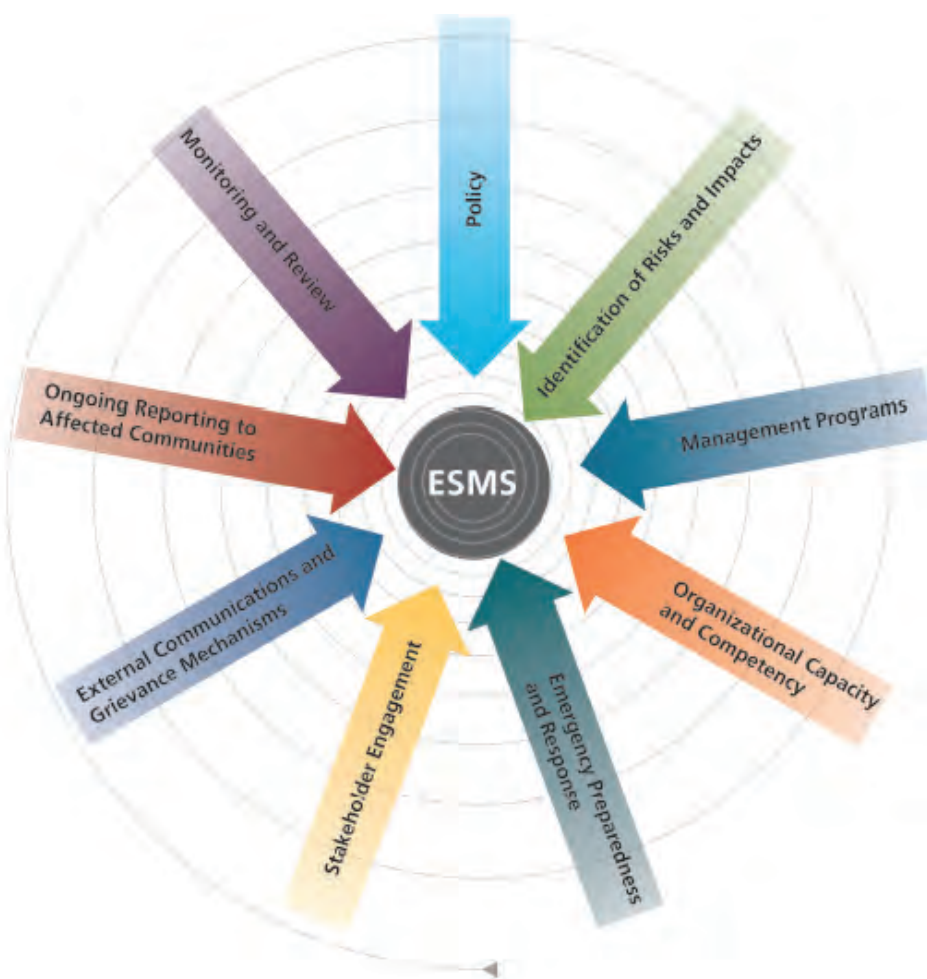 Policy
Identification of Risks and Impacts
Management Programs
Organizational Capacity
and Competency
Emergency Preparedness
and Response
Stakeholder Engagement
External Communications and
Grievance Mechanisms
Ongoing Reporting to
Affected Communities
Monitoring and
Review
ESMS